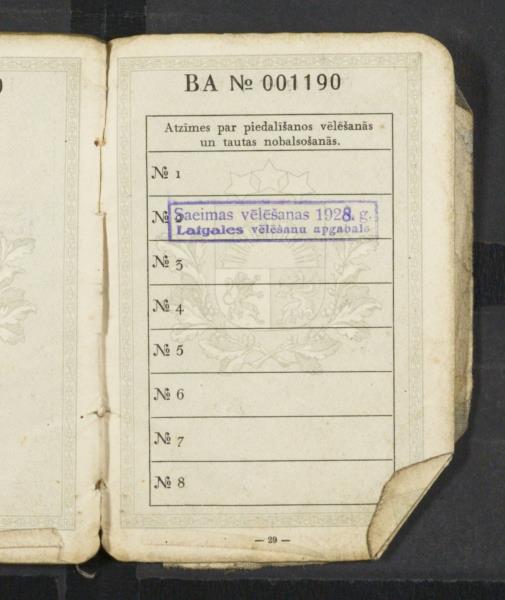 BA № 001190
Atzīmes par piedalīšanos vēlēšanās
un tautas nobalsošanās.
№ 1
№ 2
Saeimas vēlēšanas 1928. g.
Latgales vēlēšanu apgabals
№ 3
№ 4
№ 5
№ 6
№ 7
№ 8
— 29 —